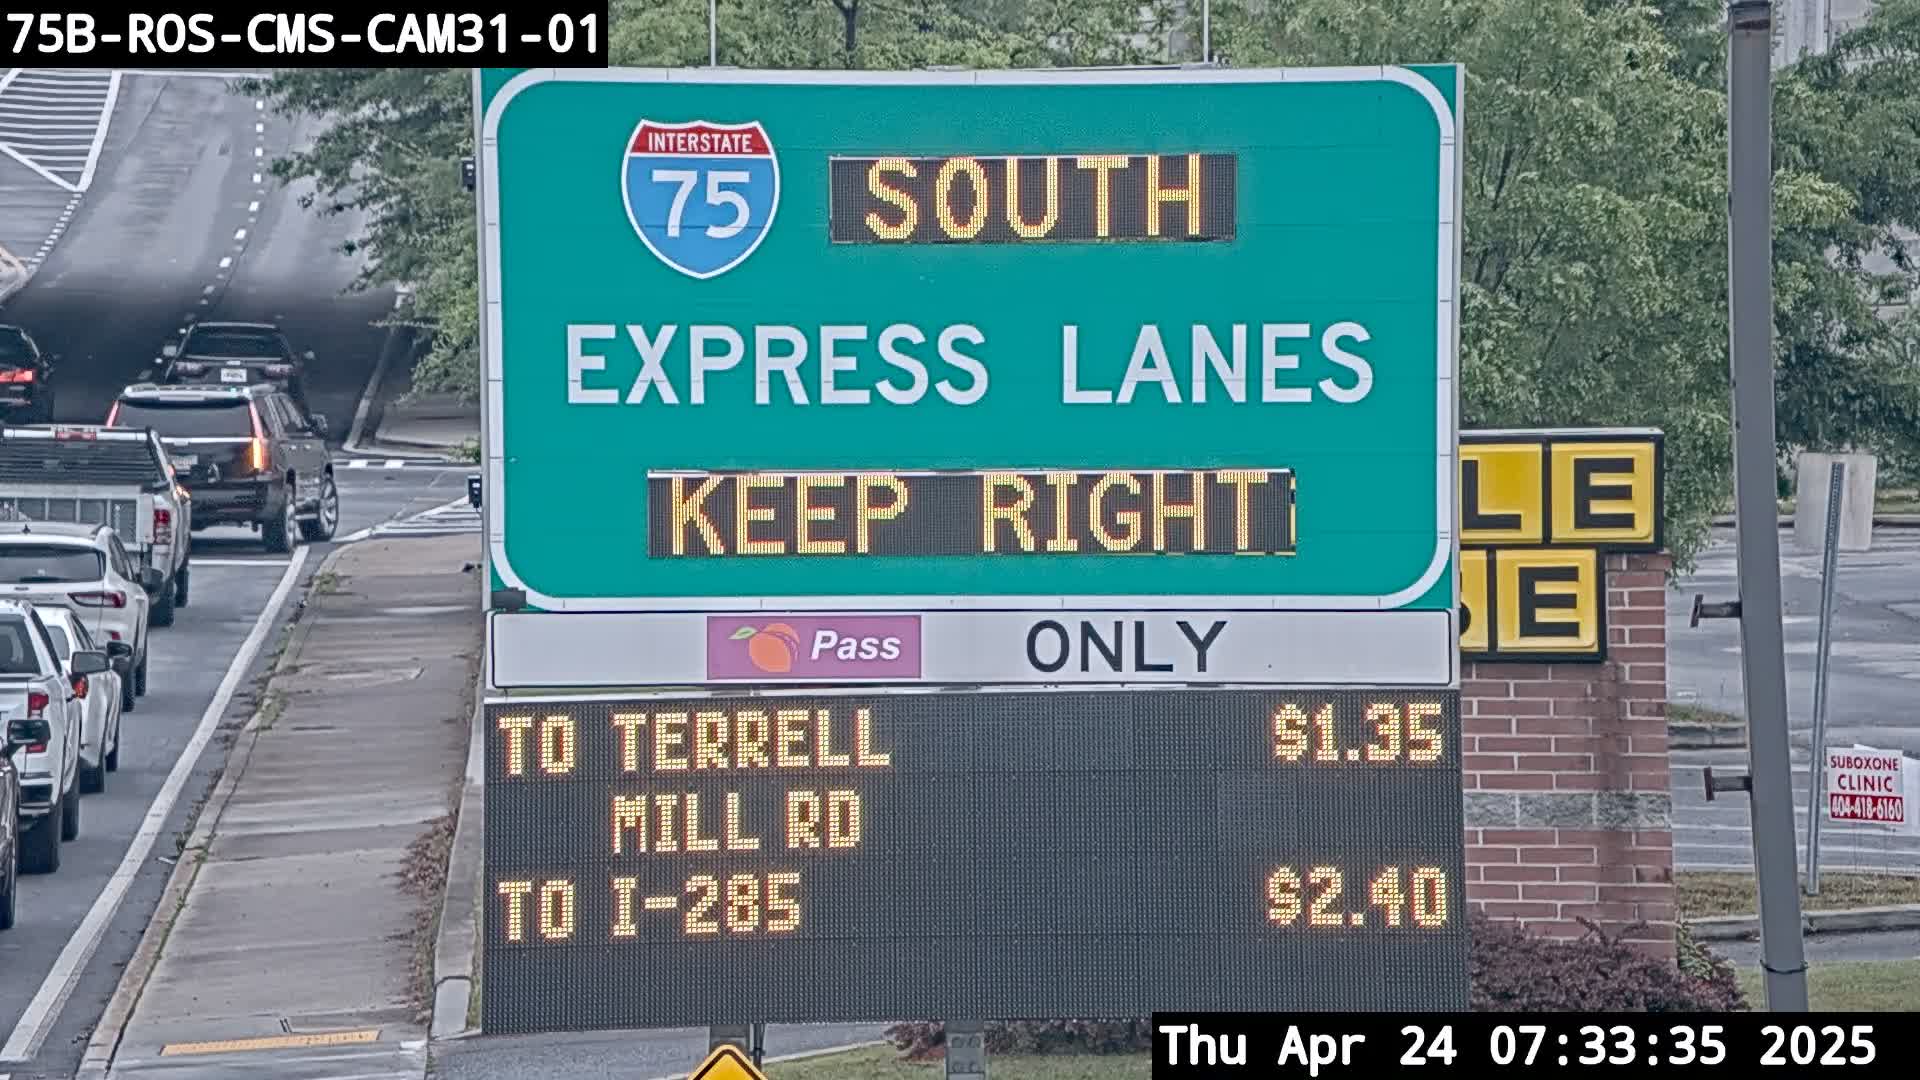 75B-ROS-CMS-CAM31-01
INTERSTATE
75
SOUTH
EXPRESS LANES
KEEP RIGHT
Pass
ONLY
TO TERRELL $1.35
MILL RD
TO I-285 $2.40
LE
E
SUBOXONE
CLINIC
404-418-6160
Thu Apr 24 07:33:35 2025